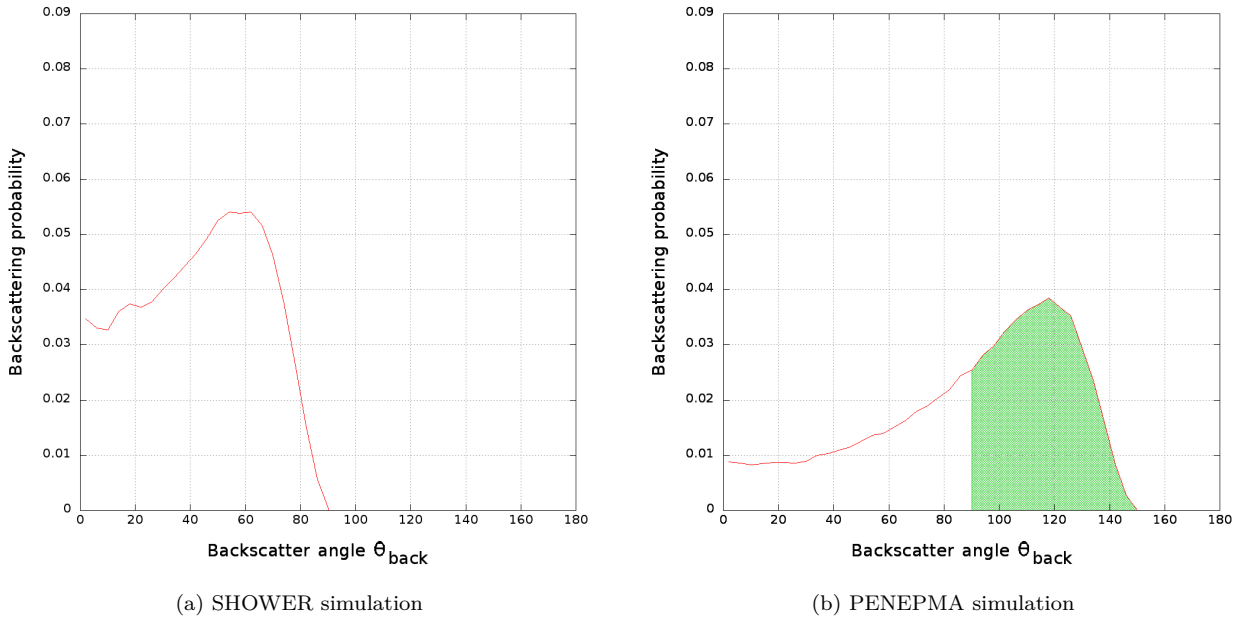 0.09
0.08
0.07
0.06
0.05
0.04
0.03
0.02
0.01
0
0 20 40 60 80 100 120 140 160 180
Backscattering probability
Backscatter angle θ̂back
(a) SHOWER simulation
0.09
0.08
0.07
0.06
0.05
0.04
0.03
0.02
0.01
0
0 20 40 60 80 100 120 140 160 180
Backscattering probability
Backscatter angle θ̂back
(b) PENEPMA simulation